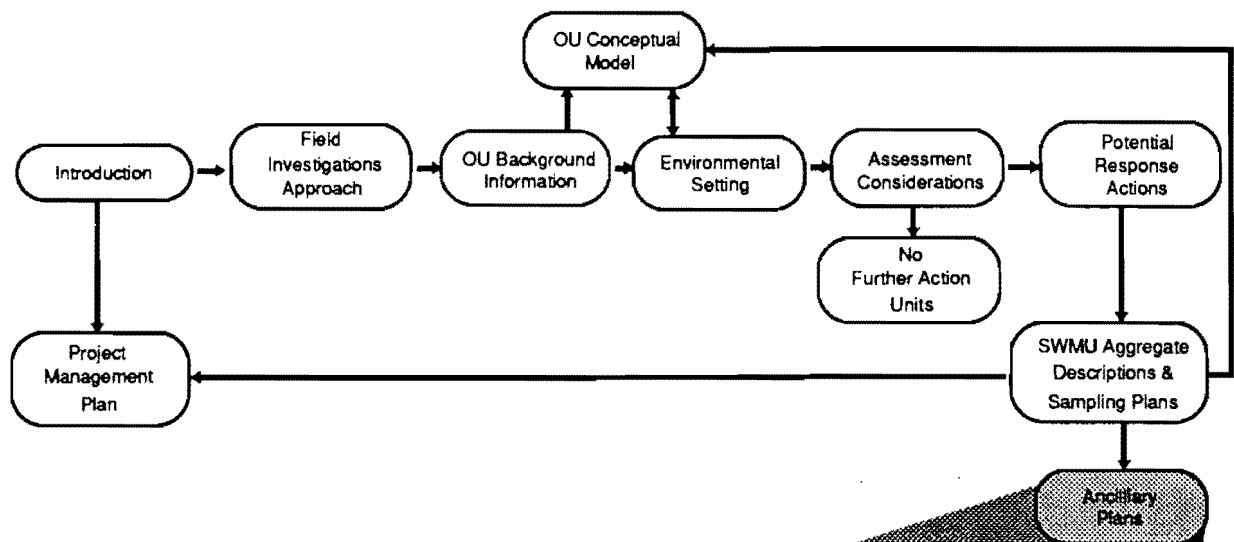 OU Conceptual
Model
Introduction
Field
Investigations
Approach
OU Background
Information
Environmental
Setting
Assessment
Considerations
Potential
Response
Actions
No
Further Action
Units
Project
Management
Plan
SWMU Aggregate
Descriptions &
Sampling Plans
Ancillary
Plans